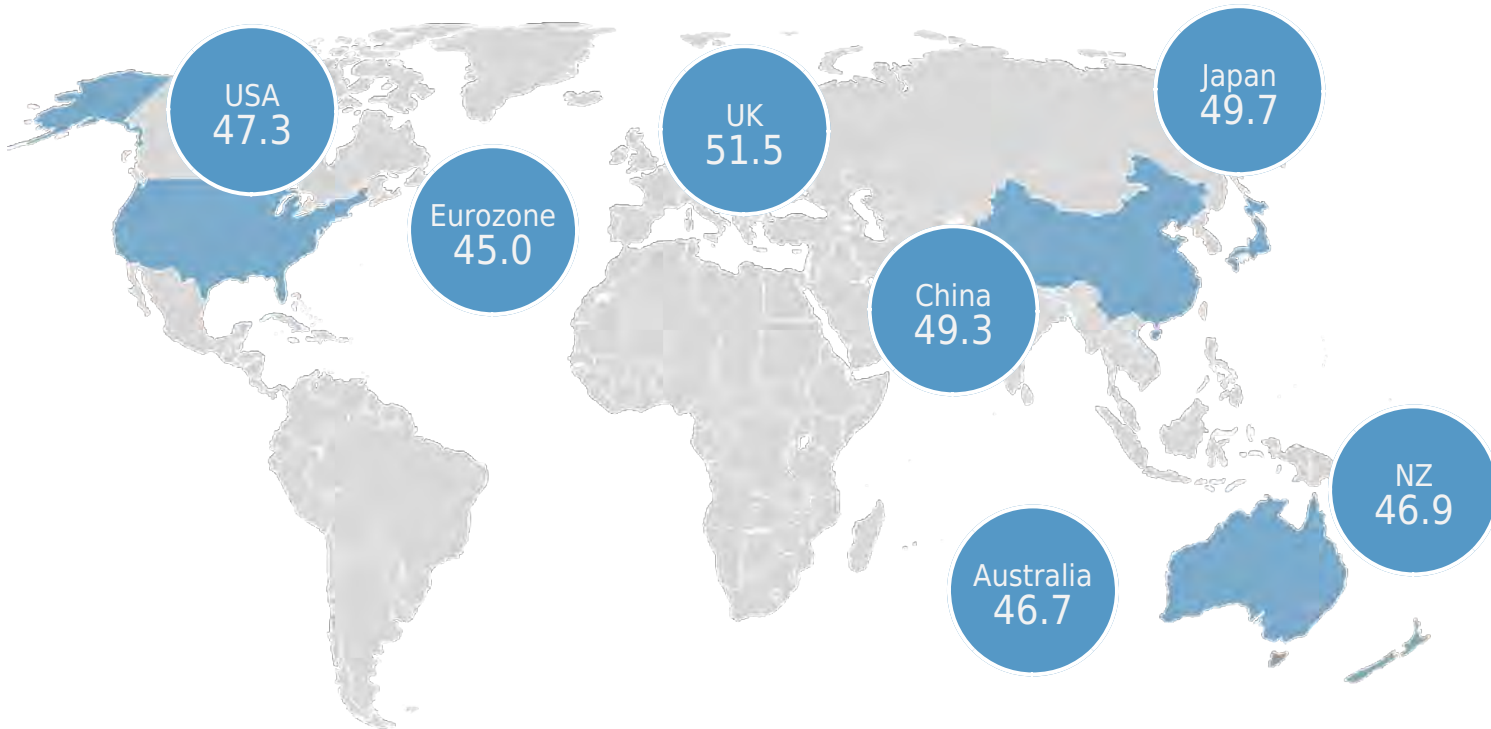 USA
47.3
Eurozone
45.0
UK
51.5
Japan
49.7
China
49.3
NZ
46.9
Australia
46.7